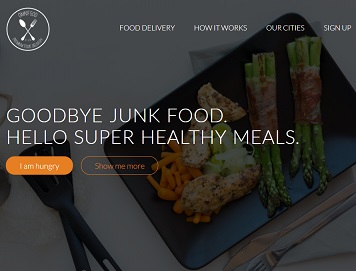 FOOD DELIVERY HOW IT WORKS OUR CITIES SIGN UP
GOODBYE JUNK FOOD.
HELLO SUPER HEALTHY MEALS.
I am hungry Show me more